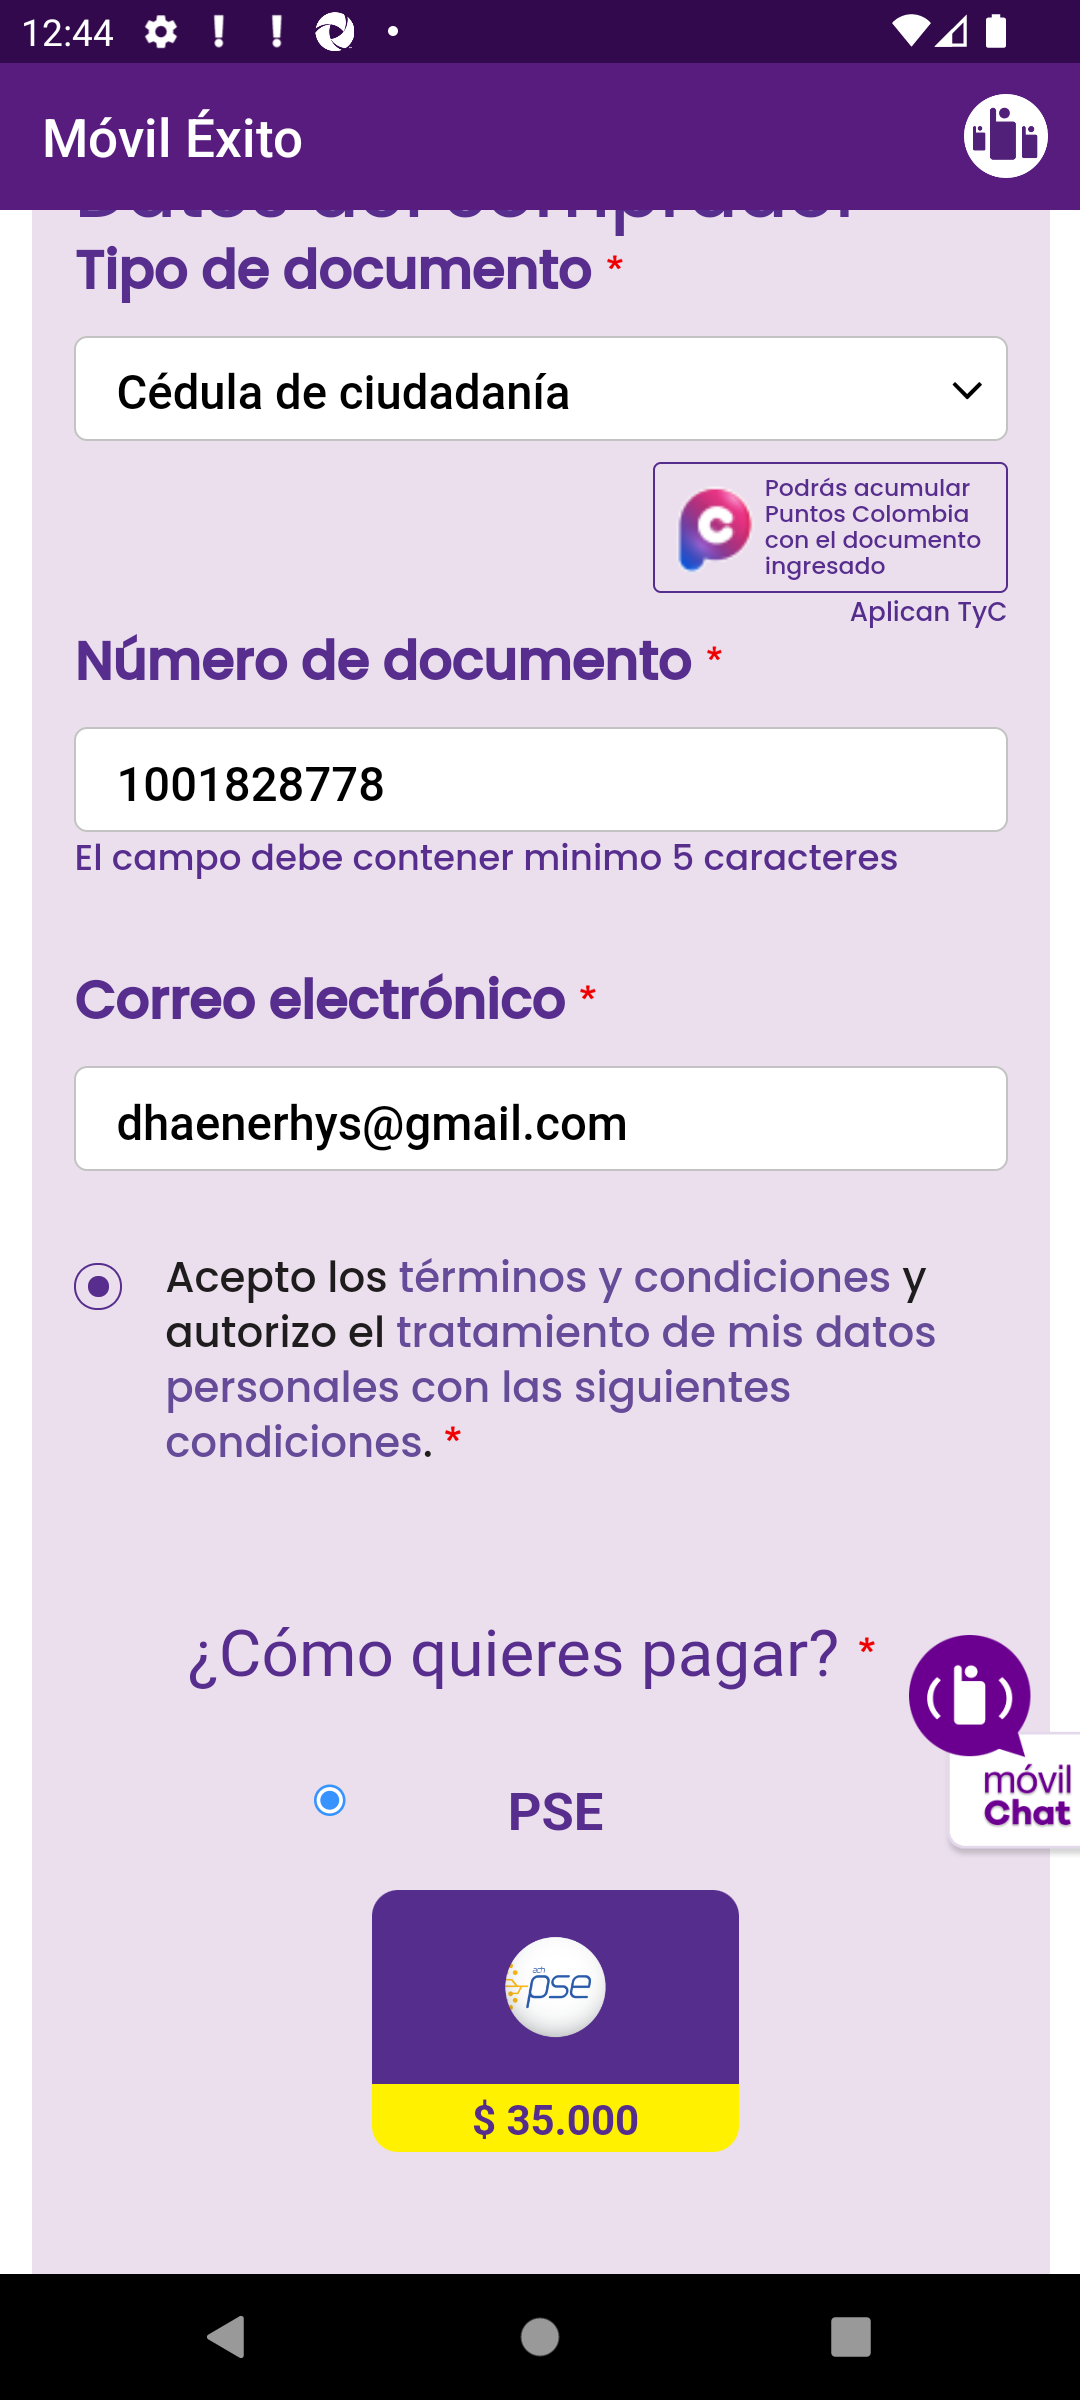 12:44
Móvil Éxito
Datos del comprador
Tipo de documento *
Cédula de ciudadanía
Podrás acumular
Puntos Colombia
con el documento
ingresado
Aplican TyC
Número de documento *
1001828778
El campo debe contener minimo 5 caracteres
Correo electrónico *
dhaenerhys@gmail.com
Acepto los términos y condiciones y
autorizo el tratamiento de mis datos
personales con las siguientes
condiciones. *
¿Cómo quieres pagar? *
móvil
Chat
PSE
ach
pse
$ 35.000